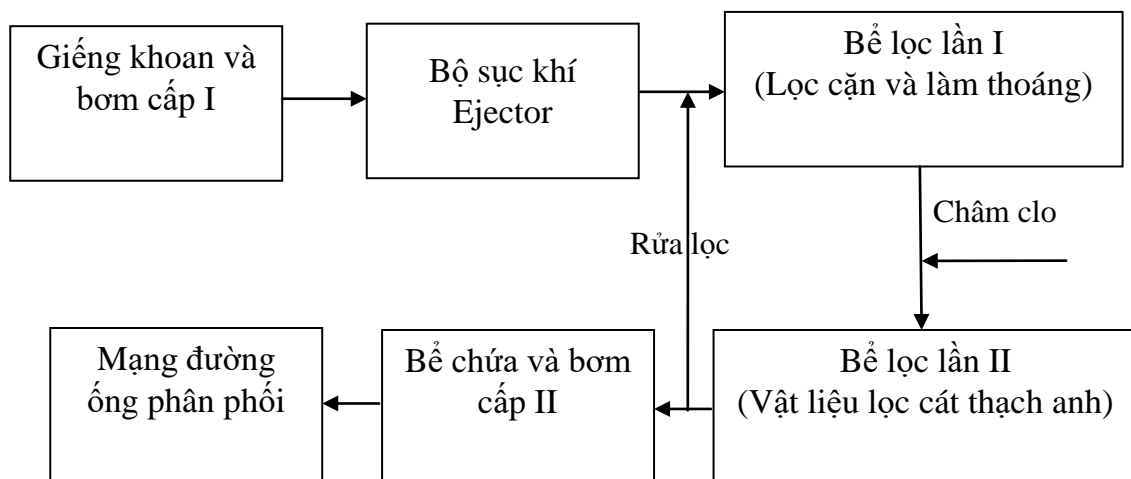 Giếng khoan và
bơm cấp I
Bộ sục khí
Ejector
Bể lọc lần I
(Lọc cặn và làm thoáng)
Châm clo
Rửa lọc
Mạng đường
ống phân phối
Bể chứa và bơm
cấp II
Bể lọc lần II
(Vật liệu lọc cát thạch anh)